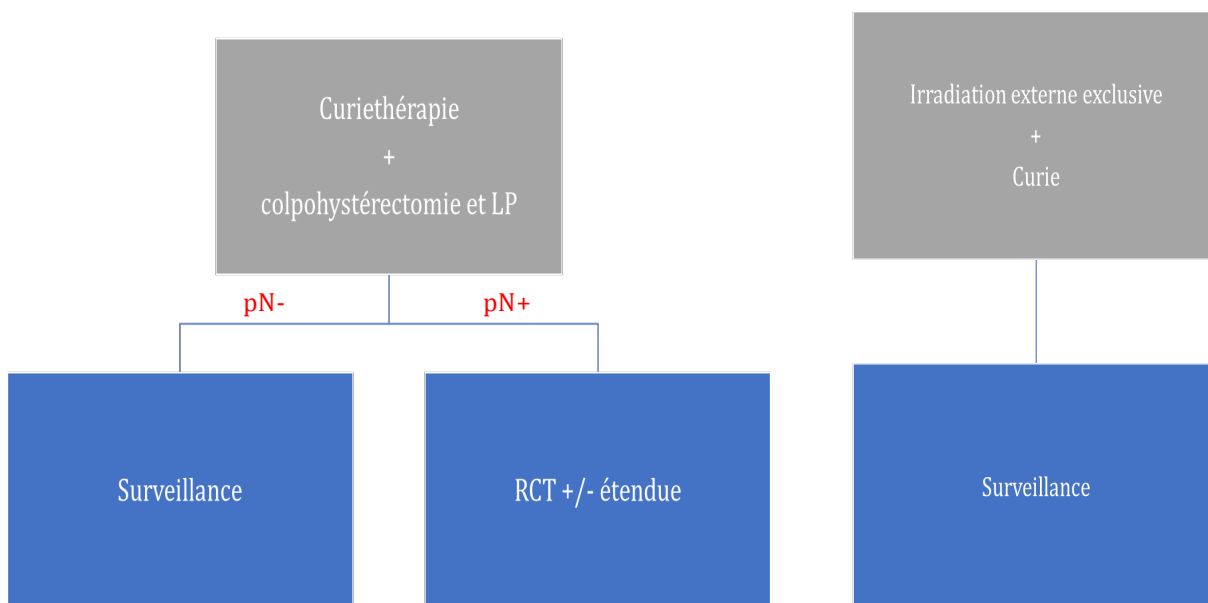 Curiethérapie
+
colpohystérectomie et LP
pN-
pN+
Surveillance
RCT +/- étendue
Irradiation externe exclusive
+
Curie
Surveillance